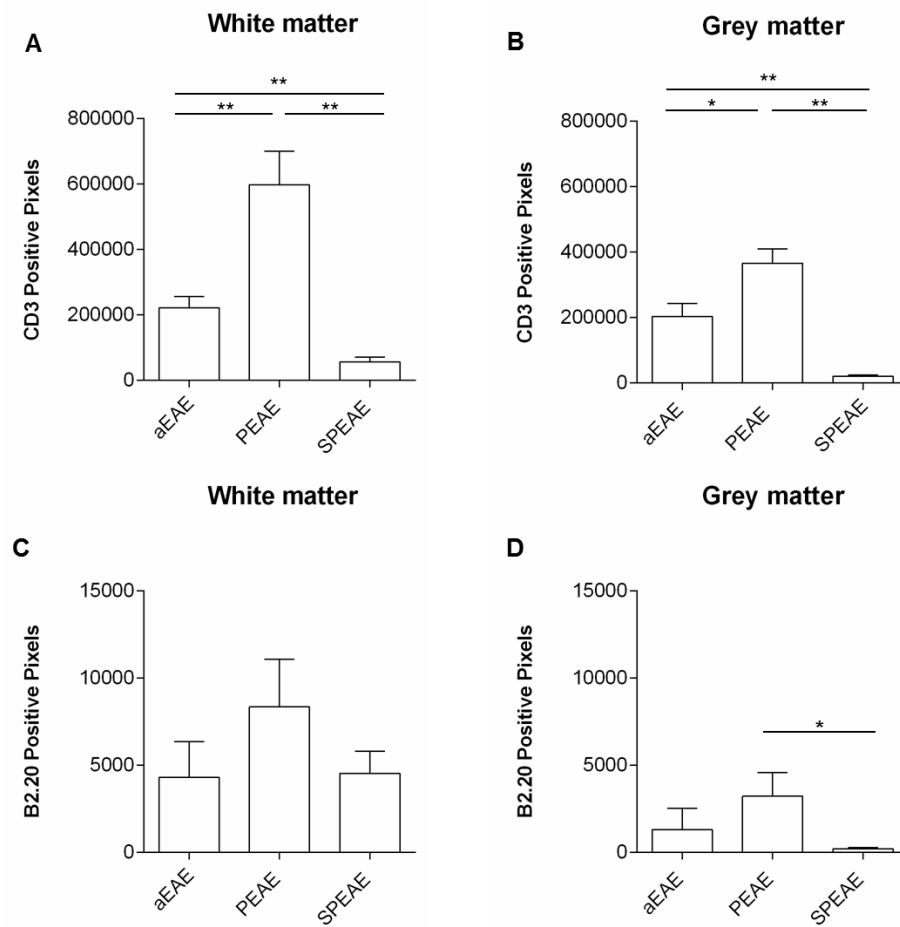 White matter
A
**
** **
800000
600000
400000
200000
0
CD3 Positive Pixels
aEAE PEAE SPEAE
Grey matter
B
**
* **
800000
600000
400000
200000
0
CD3 Positive Pixels
aEAE PEAE SPEAE
White matter
C
15000
10000
5000
0
B2.20 Positive Pixels
aEAE PEAE SPEAE
Grey matter
D
*
15000
10000
5000
0
B2.20 Positive Pixels
aEAE PEAE SPEAE